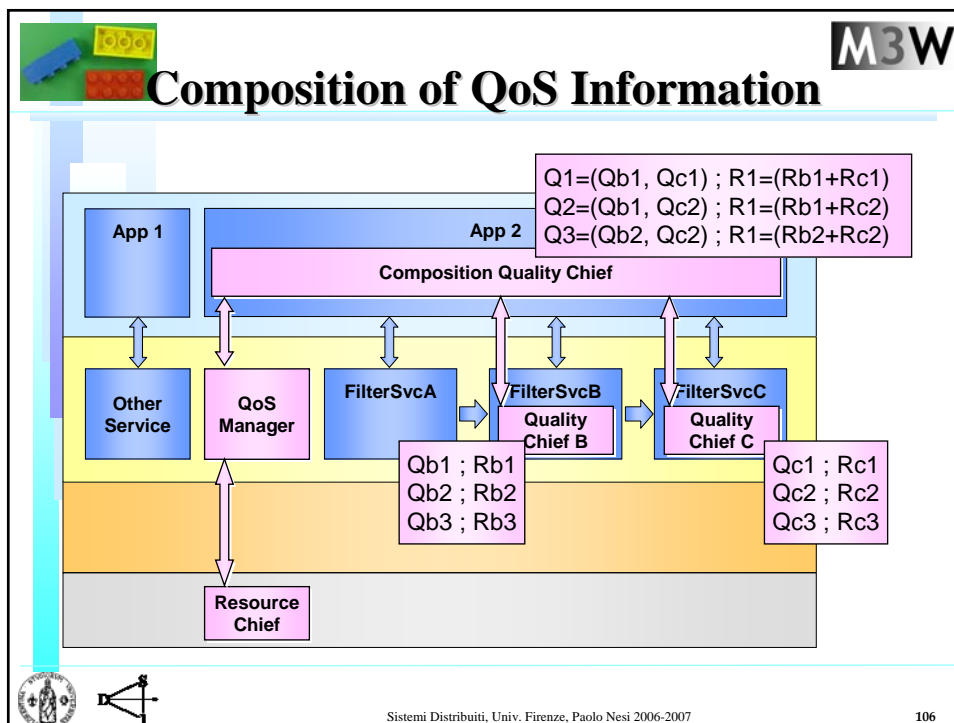 M3W
Composition of QoS Information
Q1=(Qb1, Qc1) ; R1=(Rb1+Rc1)
Q2=(Qb1, Qc2) ; R1=(Rb1+Rc2)
Q3=(Qb2, Qc2) ; R1=(Rb2+Rc2)
App 1
App 2
Composition Quality Chief
Other
Service
QoS
Manager
FilterSvcA
FilterSvcB
Quality
Chief B
FilterSvcC
Quality
Chief C
Qb1 ; Rb1
Qb2 ; Rb2
Qb3 ; Rb3
Qc1 ; Rc1
Qc2 ; Rc2
Qc3 ; Rc3
Resource
Chief
D S I
Sistemi Distribuiti, Univ. Firenze, Paolo Nesi 2006-2007
106